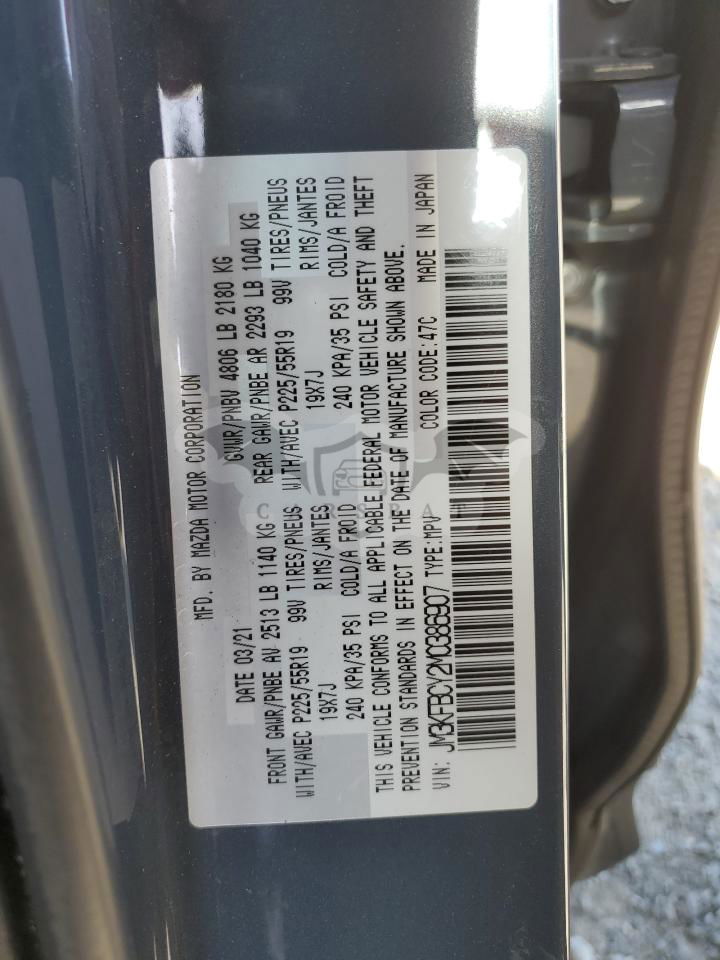 MFD. BY MAZDA MOTOR CORPORATION
DATE 03/21 GVWR/PNBV 4806 LB 2180 KG
FRONT GAWR/PNBE AV 2513 LB 1140 KG REAR GAWR/PNBE AR 2293 LB 1040 KG
WITH/AVEC P225/55R19 99V TIRES/PNEUS WITH/AVEC P225/55R19 99V TIRES/PNEUS
19X7J RIMS/JANTES 19X7J RIMS/JANTES
240 KPA/35 PSI COLD/A FROID 240 KPA/35 PSI COLD/A FROID
THIS VEHICLE CONFORMS TO ALL APPLICABLE FEDERAL MOTOR VEHICLE SAFETY AND THEFT
PREVENTION STANDARDS IN EFFECT ON THE DATE OF MANUFACTURE SHOWN ABOVE.
VIN: JM3KFBCY2M0386907 TYPE:MPV COLOR CODE:47C MADE IN JAPAN
CARSBAT